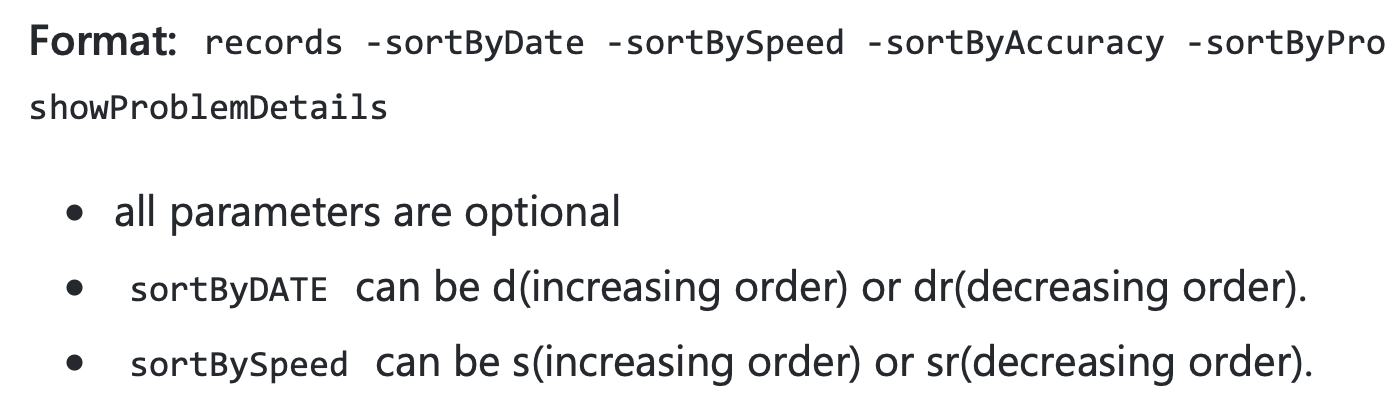 Format: records -sortByDate -sortBySpeed -sortByAccuracy -sortByPro
showProblemDetails
• all parameters are optional
• sortByDATE can be d(increasing order) or dr(decreasing order).
• sortBySpeed can be s(increasing order) or sr(decreasing order).